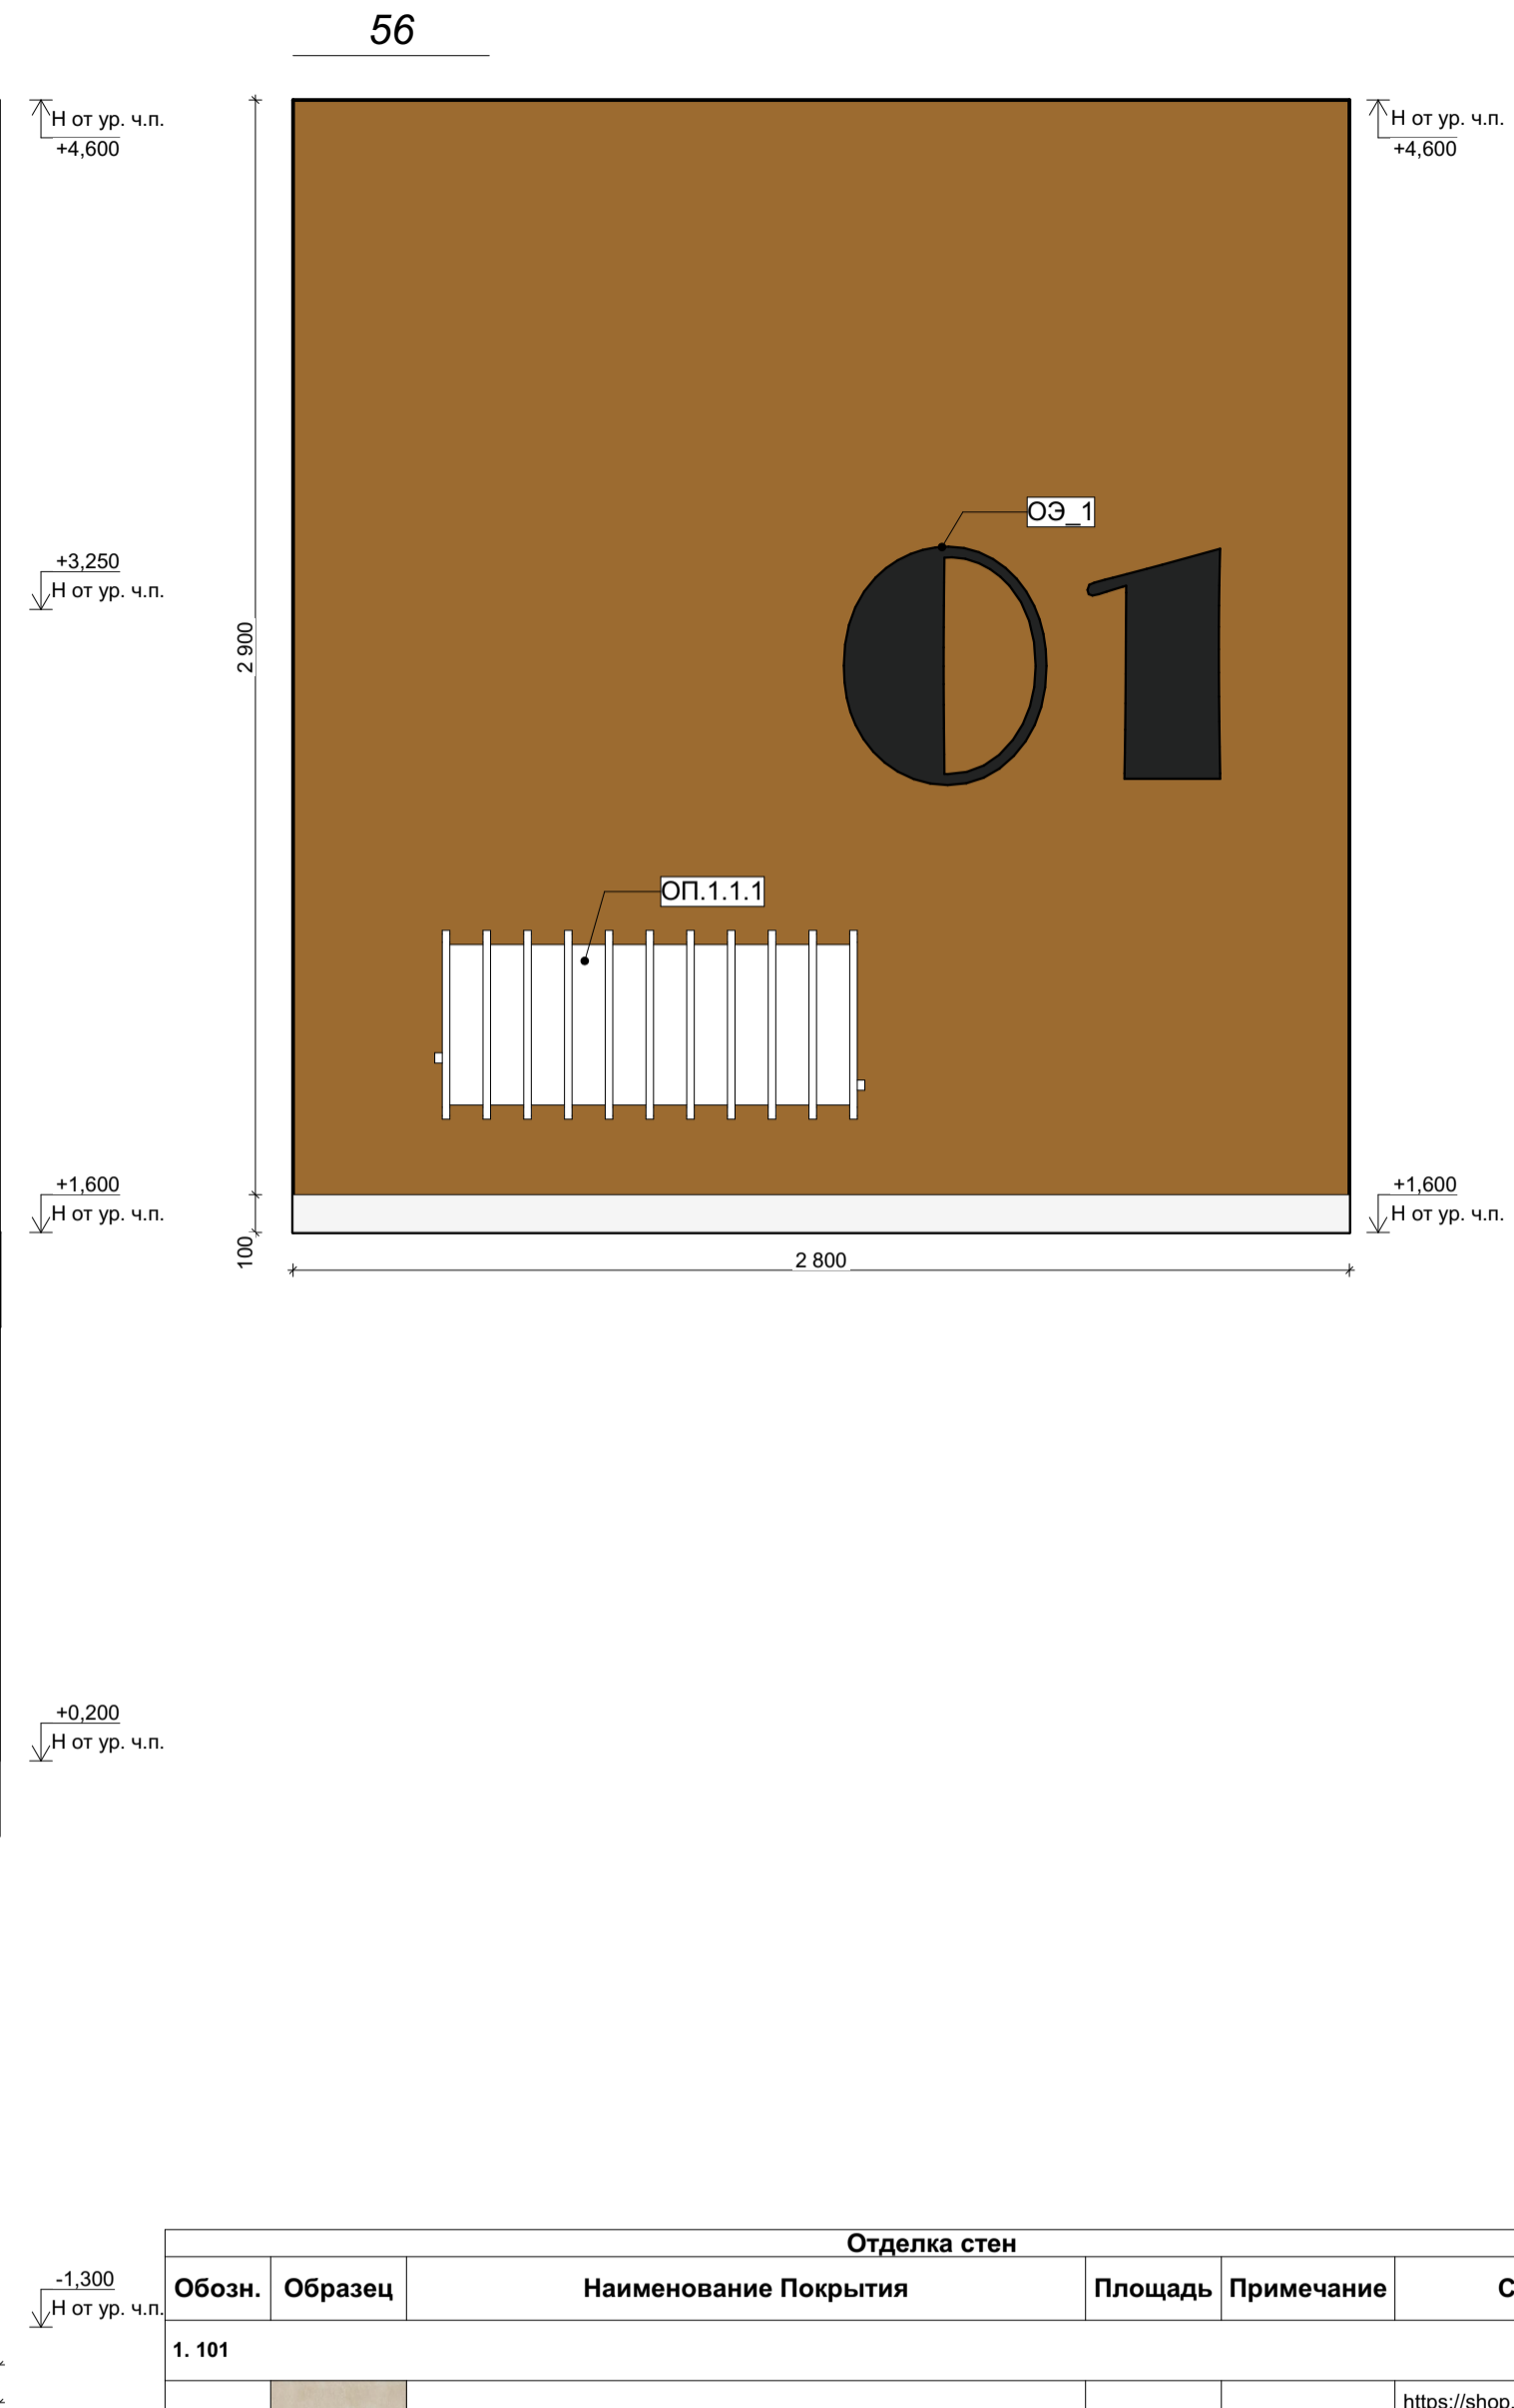 56
Н от ур. ч.п.
+4,600
Н от ур. ч.п.
+4,600
ОЭ_1
+3,250
Н от ур. ч.п.
2 900
01
ОП.1.1.1
+1,600
Н от ур. ч.п.
+1,600
Н от ур. ч.п.
100
2 800
+0,200
Н от ур. ч.п.
Отделка стен
-1,300
Н от ур. ч.п.
Обозн. Образец Наименование Покрытия Площадь Примечание С
1. 101
https://shop.